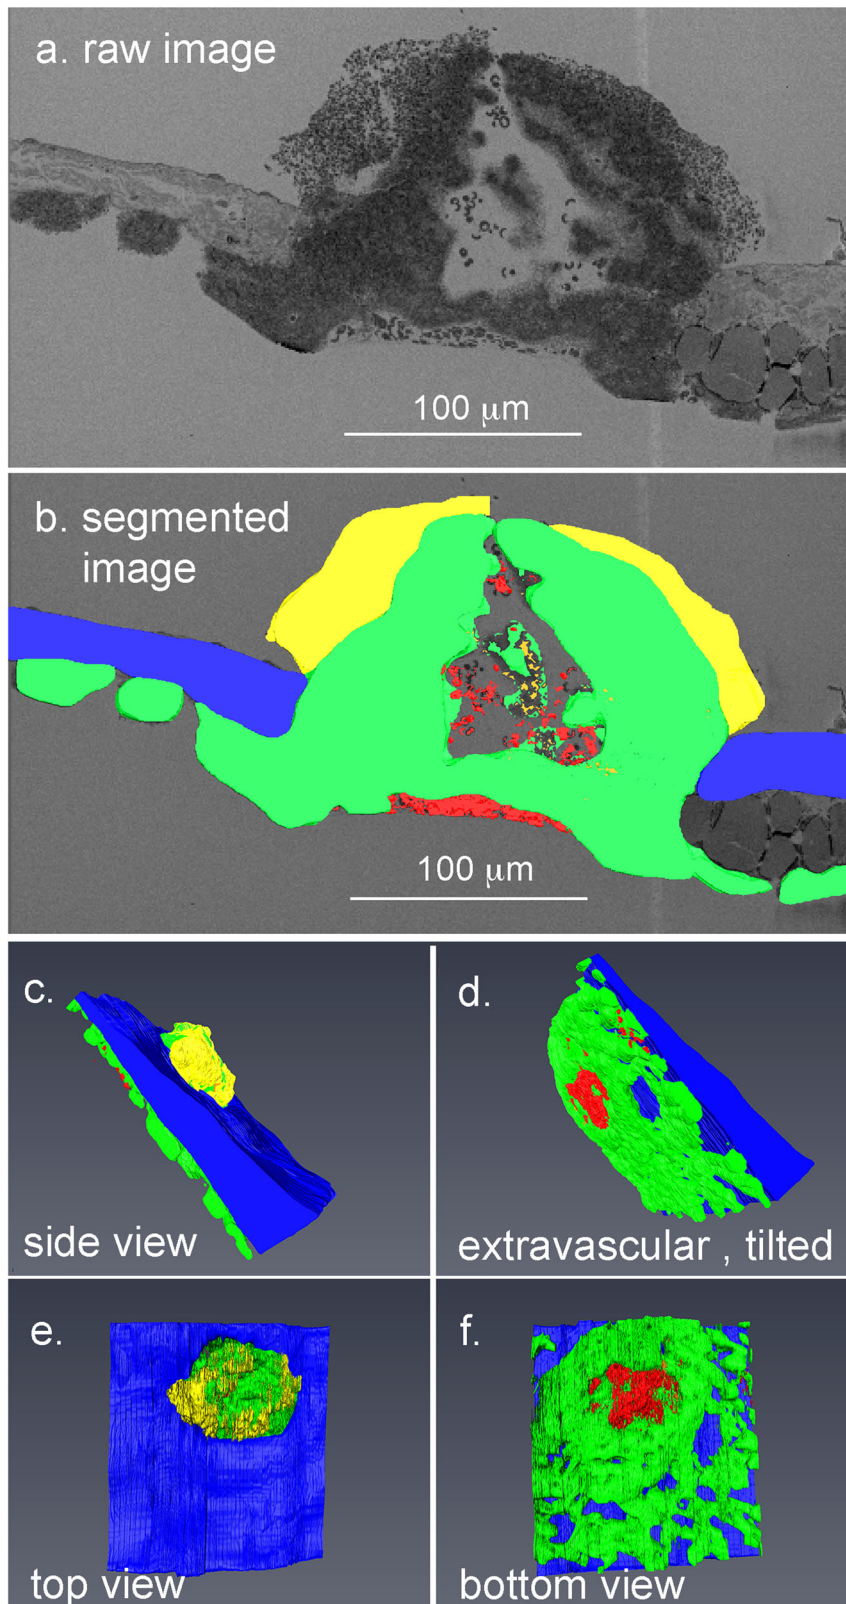 a. raw image
100 μm
b. segmented
image
100 μm
c.
side view
d.
extravascular , tilted
e.
top view
f.
bottom view